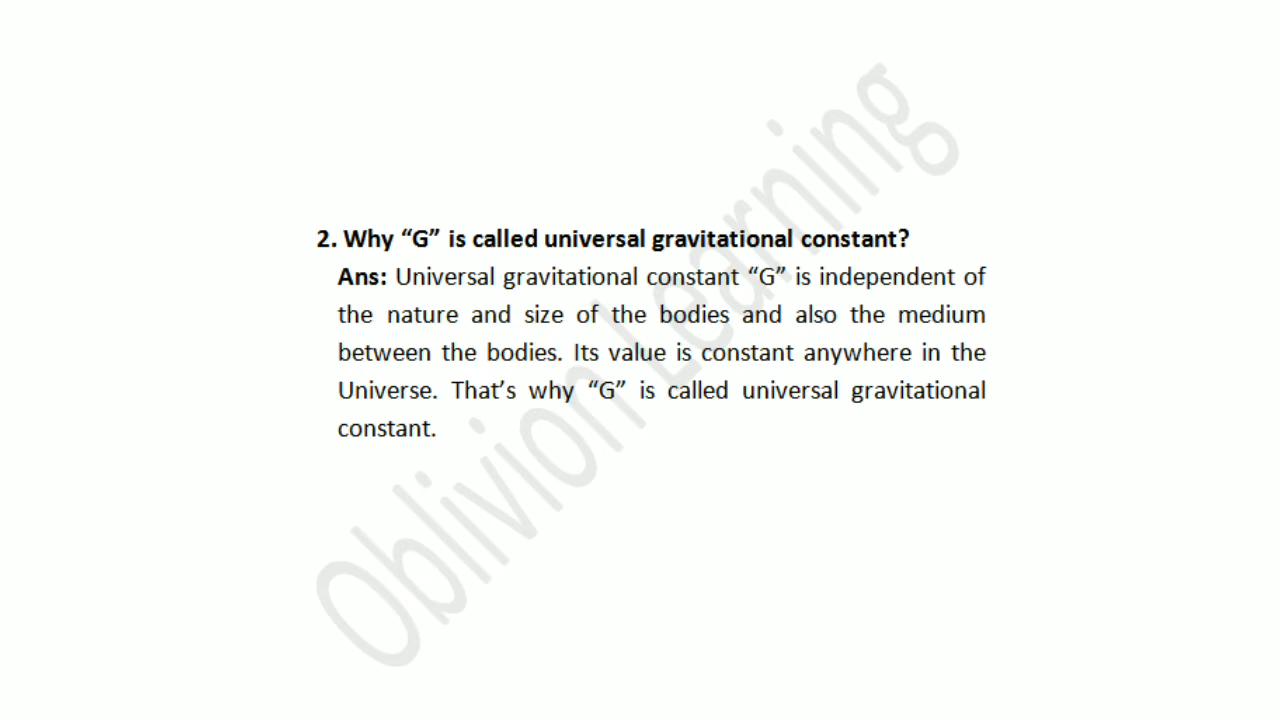 2. Why “G” is called universal gravitational constant?
Ans: Universal gravitational constant “G” is independent of
the nature and size of the bodies and also the medium
between the bodies. Its value is constant anywhere in the
Universe. That’s why “G” is called universal gravitational
constant.
Oblivion Learning